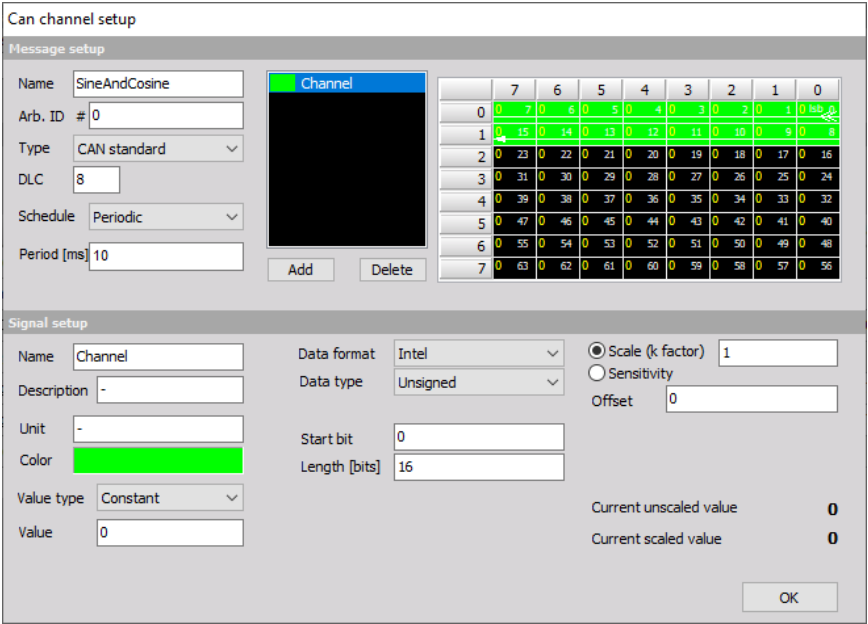 Can channel setup
Message setup
Name SineAndCosine
Arb. ID # 0
Type CAN standard
DLC 8
Schedule Periodic
Period [ms] 10
Channel
Add Delete
7 6 5 4 3 2 1 0
0 0 7 0 6 0 5 0 4 0 3 0 2 0 1 0 lsb 0
1 0 15 0 14 0 13 0 12 0 11 0 10 0 9 0 8
2 0 23 0 22 0 21 0 20 0 19 0 18 0 17 0 16
3 0 31 0 30 0 29 0 28 0 27 0 26 0 25 0 24
4 0 39 0 38 0 37 0 36 0 35 0 34 0 33 0 32
5 0 47 0 46 0 45 0 44 0 43 0 42 0 41 0 40
6 0 55 0 54 0 53 0 52 0 51 0 50 0 49 0 48
7 0 63 0 62 0 61 0 60 0 59 0 58 0 57 0 56
Signal setup
Name Channel
Description -
Unit -
Color
Value type Constant
Value 0
Data format Intel
Data type Unsigned
Start bit 0
Length [bits] 16
Scale (k factor) 1
Sensitivity
Offset 0
Current unscaled value 0
Current scaled value 0
OK